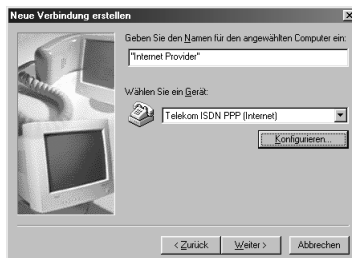 Neue Verbindung erstellen
Geben Sie den Namen für den angewählten Computer ein:
"Internet Provider"
Wählen Sie ein Gerät:
Telekom ISDN PPP (Internet)
Konfigurieren...
< Zurück Weiter > Abbrechen